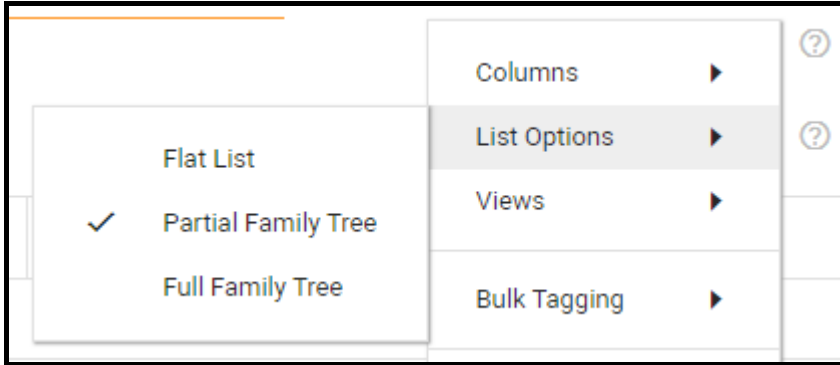 Columns
List Options
Views
Bulk Tagging
Flat List
Partial Family Tree
Full Family Tree